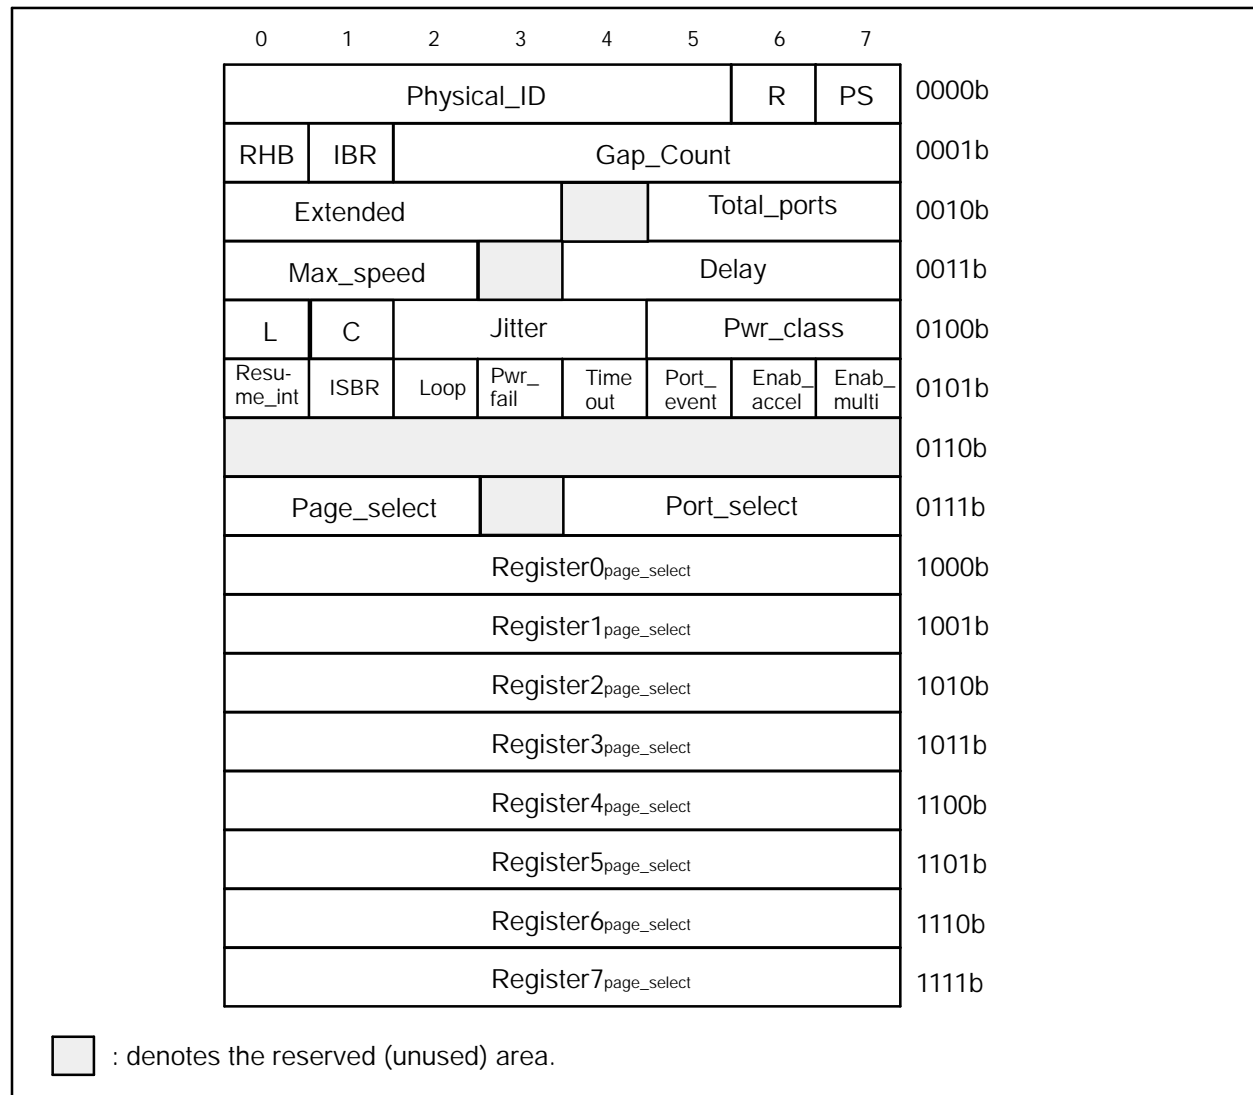 0 1 2 3 4 5 6 7
Physical_ID R PS 0000b
RHB IBR Gap_Count 0001b
Extended Total_ports 0010b
Max_speed Delay 0011b
L C Jitter Pwr_class 0100b
Resu-
me_int ISBR Loop Pwr_
fail Time
out Port_
event Enab_
accel Enab_
multi 0101b
0110b
Page_select Port_select 0111b
Register0page_select 1000b
Register1page_select 1001b
Register2page_select 1010b
Register3page_select 1011b
Register4page_select 1100b
Register5page_select 1101b
Register6page_select 1110b
Register7page_select 1111b
: denotes the reserved (unused) area.